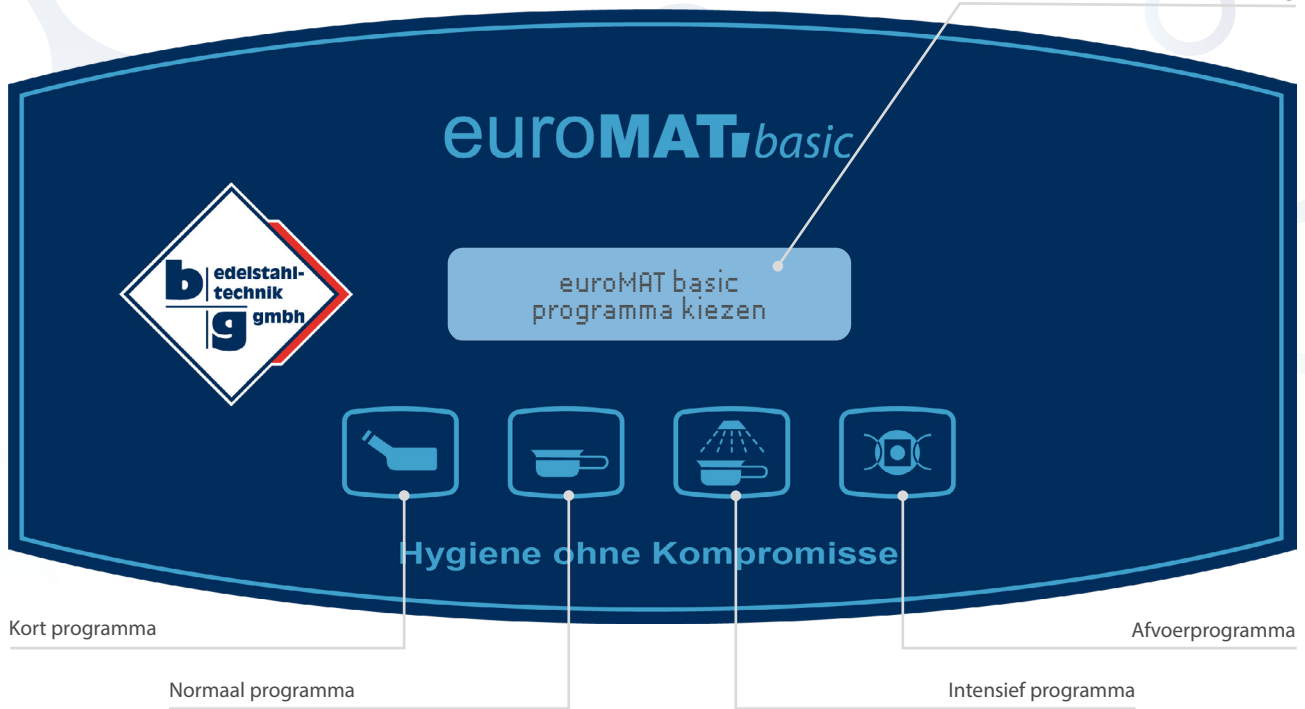 euroMAT basic
b edelstahl-
technik
g gmbh
euroMAT basic
programma kiezen
Hygiene ohne Kompromisse
Kort programma
Afvoerprogramma
Normaal programma
Intensief programma